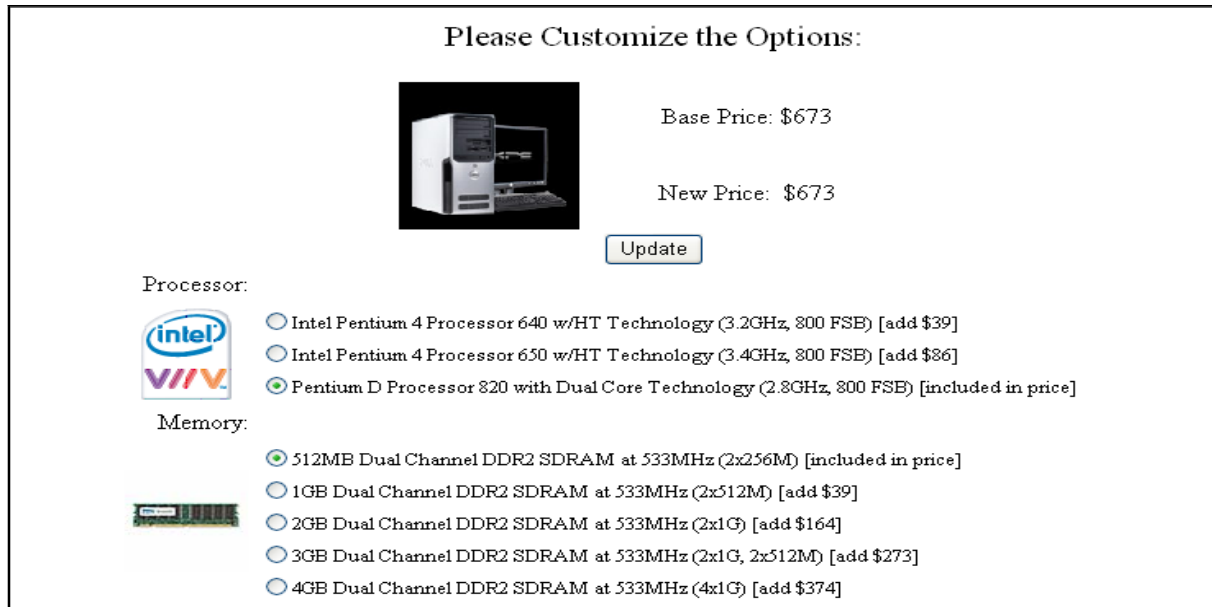 Please Customize the Options:
Base Price: $673
New Price: $673
Update
Processor:
intel
VIIV
Intel Pentium 4 Processor 640 w/HT Technology (3.2GHz, 800 FSB) [add $39]
Intel Pentium 4 Processor 650 w/HT Technology (3.4GHz, 800 FSB) [add $86]
Pentium D Processor 820 with Dual Core Technology (2.8GHz, 800 FSB) [included in price]
Memory:
512MB Dual Channel DDR2 SDRAM at 533MHz (2x256M) [included in price]
1GB Dual Channel DDR2 SDRAM at 533MHz (2x512M) [add $39]
2GB Dual Channel DDR2 SDRAM at 533MHz (2x1G) [add $164]
3GB Dual Channel DDR2 SDRAM at 533MHz (2x1G, 2x512M) [add $273]
4GB Dual Channel DDR2 SDRAM at 533MHz (4x1G) [add $374]